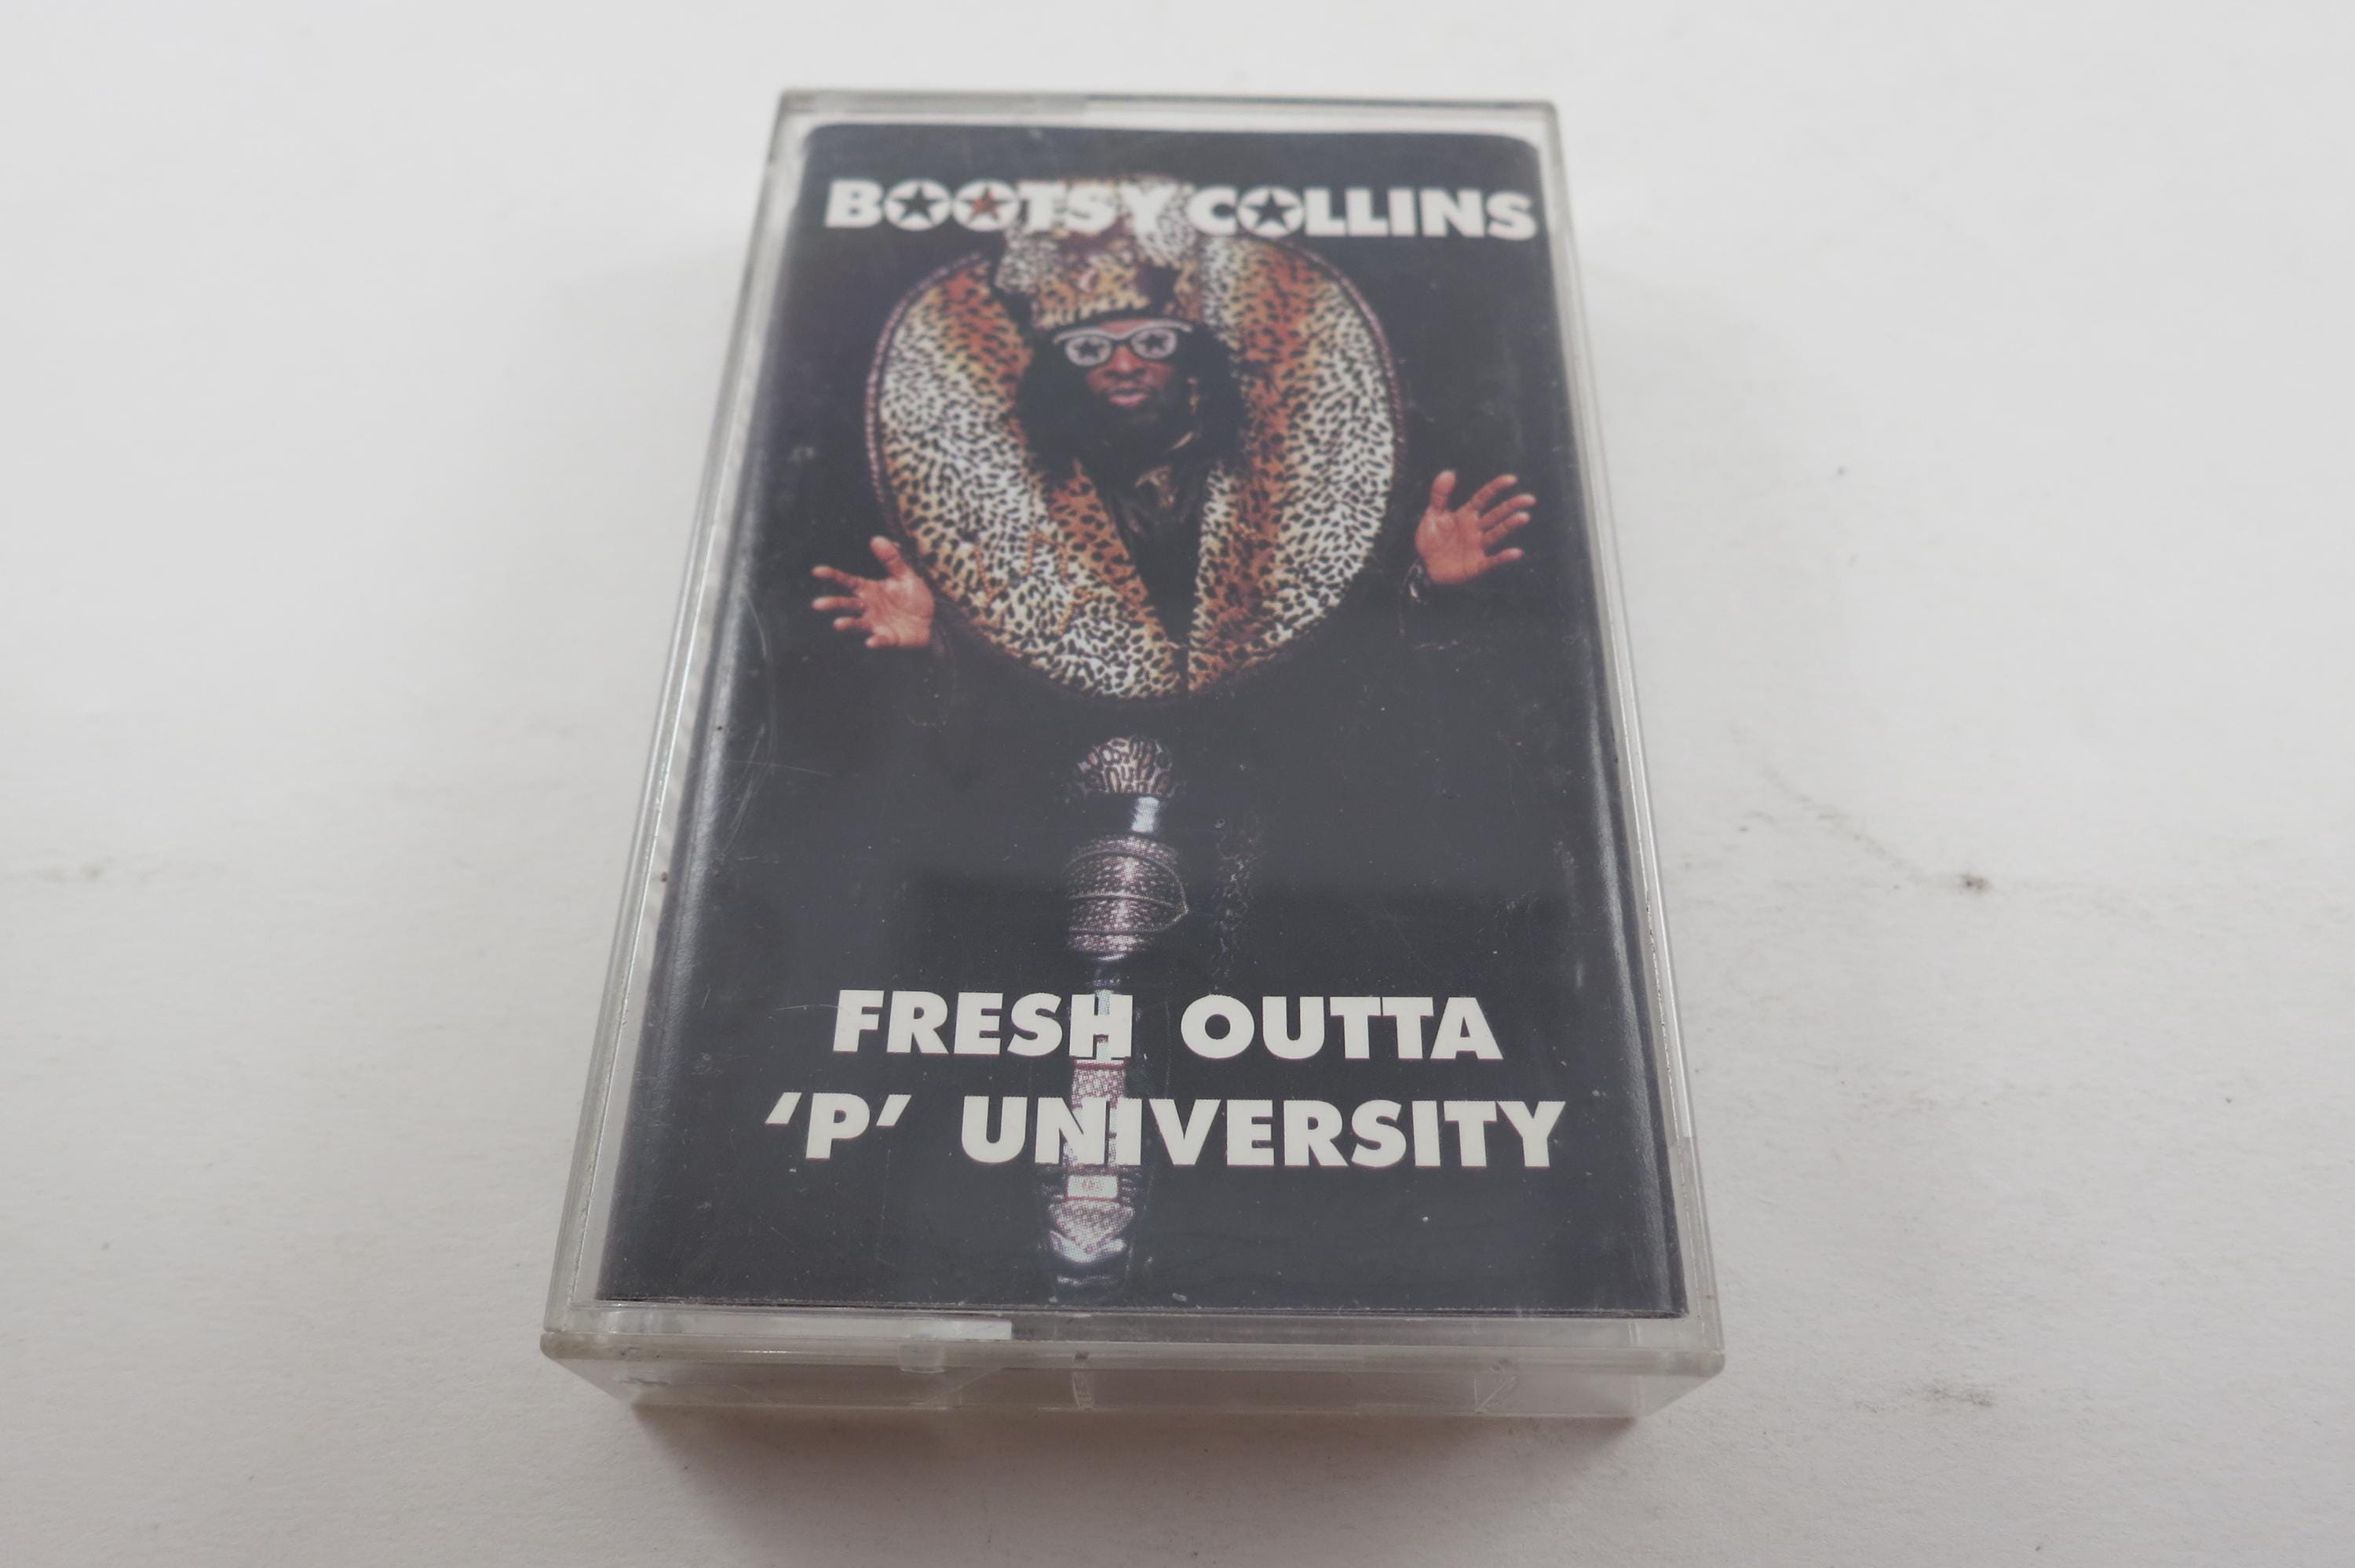 BOOTSY COLLINS
FRESH OUTTA
'P' UNIVERSITY